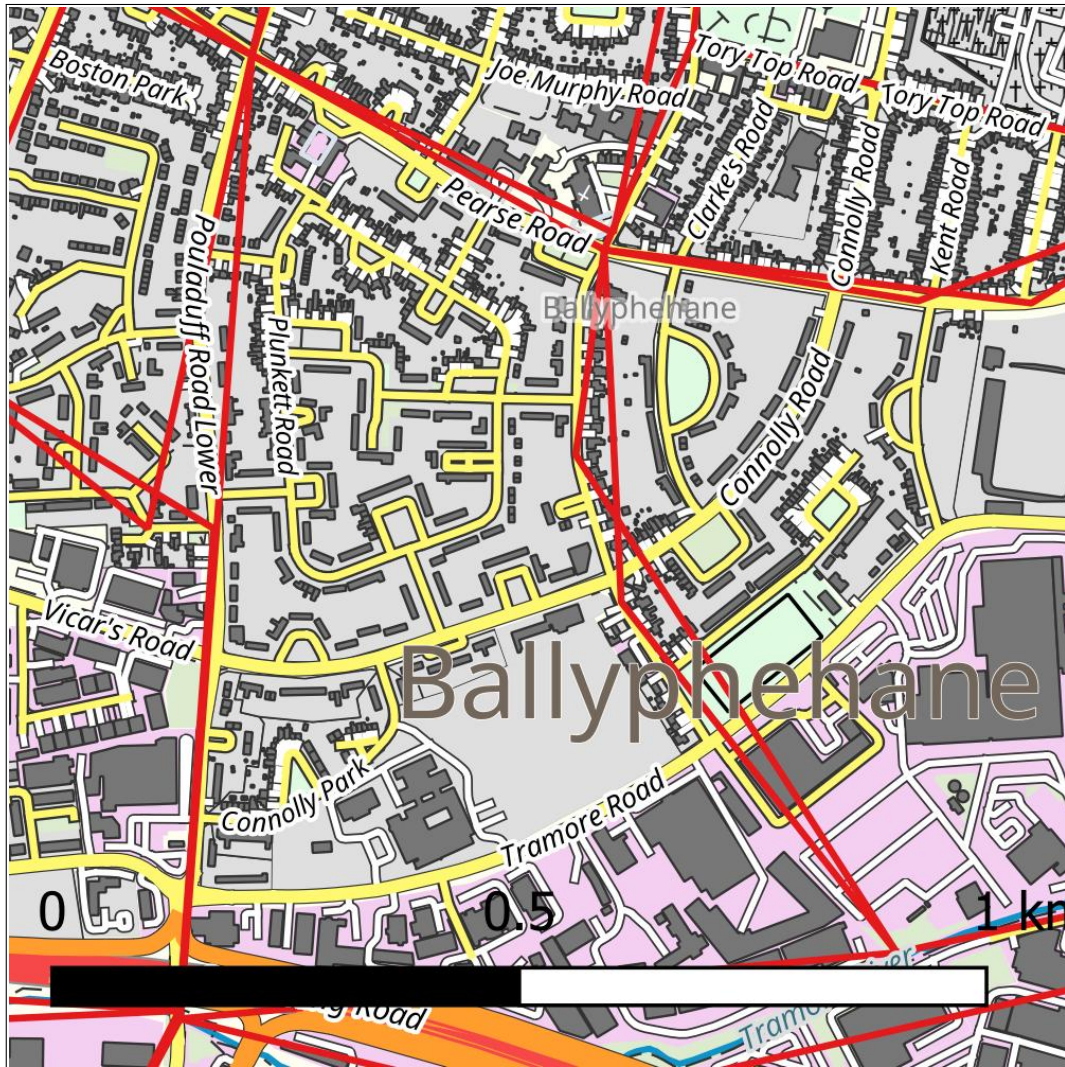 Boston Park
Joe Murphy Road
Tory Top Road
Tory Top Road
Pearse Road
Clarke's Road
Connolly Road
Kent Road
Pouladuff Road Lower
Plunkett Road
Ballyphehane
Connolly Road
Vicar's Road
Ballyphehane
Connolly Park
Tramore Road
0 0.5 1 km
Road